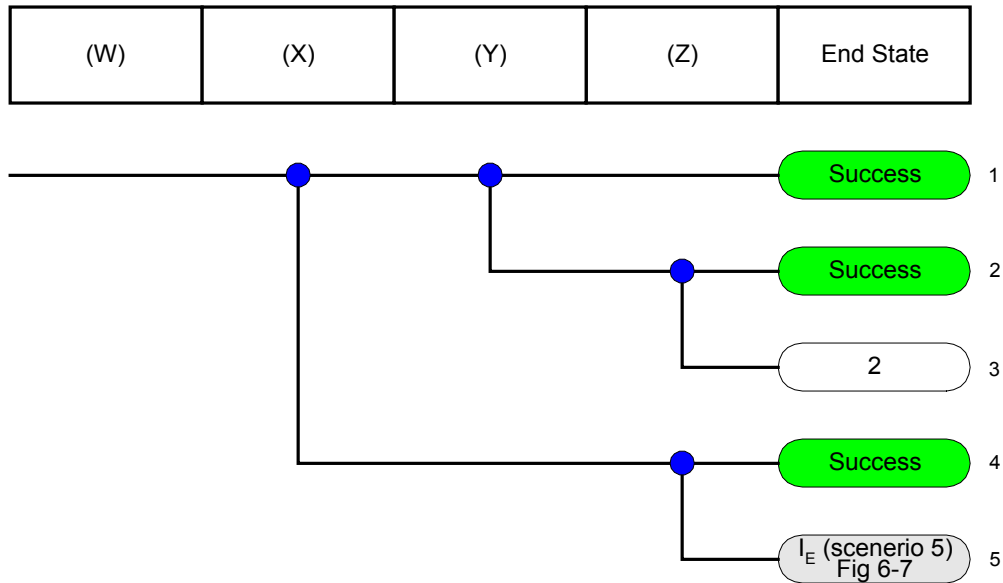 (W) (X) (Y) (Z) End State
Success 1
Success 2
2 3
Success 4
I_E (scenerio 5)
Fig 6-7 5